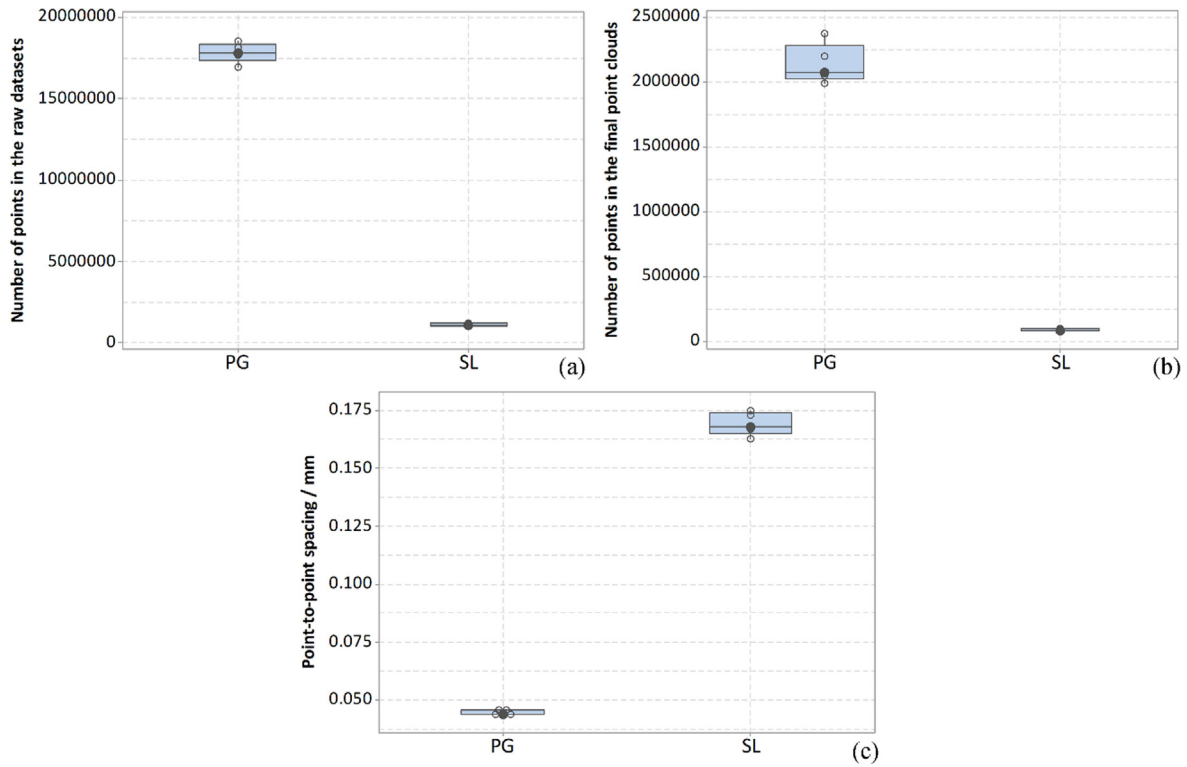 Number of points in the raw datasets
20000000
15000000
10000000
5000000
0
PG
SL
(a)
Number of points in the final point clouds
2500000
2000000
1500000
1000000
500000
0
PG
SL
(b)
Point-to-point spacing / mm
0.175
0.150
0.125
0.100
0.075
0.050
PG
SL
(c)